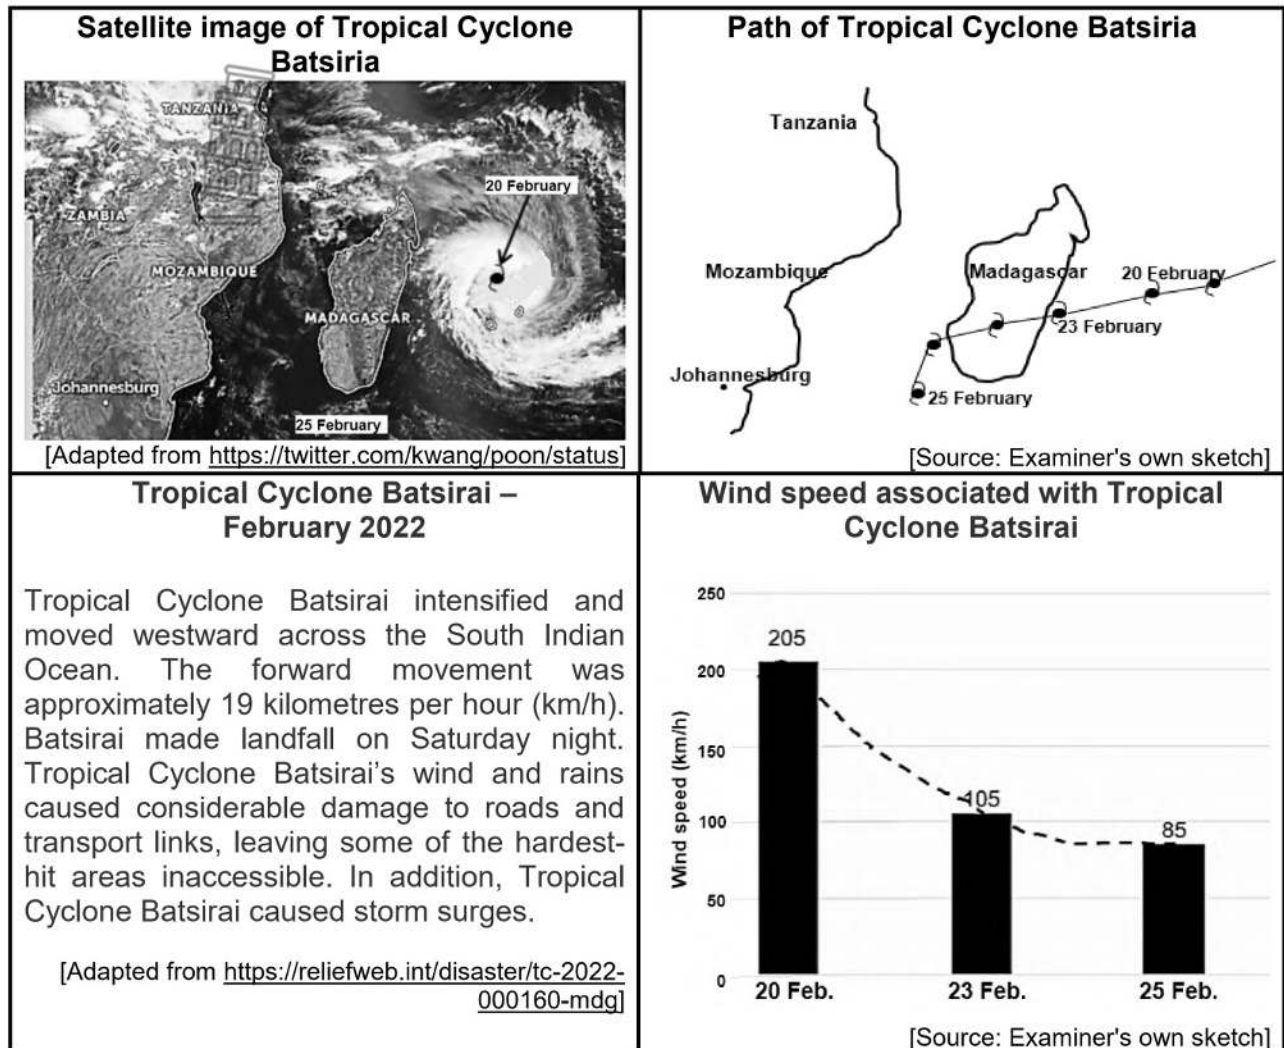 Satellite image of Tropical Cyclone
Batsiria
TANZANIA
20 February
ZAMBIA
MOZAMBIQUE
MADAGASCAR
Johannesburg
25 February
[Adapted from https://twitter.com/kwang/poon/status]
Path of Tropical Cyclone Batsiria
Tanzania
Mozambique
Madagascar
20 February
23 February
Johannesburg
25 February
[Source: Examiner's own sketch]
Tropical Cyclone Batsirai –
February 2022
Tropical Cyclone Batsirai intensified and
moved westward across the South Indian
Ocean. The forward movement was
approximately 19 kilometres per hour (km/h).
Batsirai made landfall on Saturday night.
Tropical Cyclone Batsirai's wind and rains
caused considerable damage to roads and
transport links, leaving some of the hardest-
hit areas inaccessible. In addition, Tropical
Cyclone Batsirai caused storm surges.
[Adapted from https://reliefweb.int/disaster/tc-2022-
000160-mdg]
Wind speed associated with Tropical
Cyclone Batsirai
Wind speed (km/h)
250
200
150
100
50
0
205
105
85
20 Feb.
23 Feb.
25 Feb.
[Source: Examiner's own sketch]